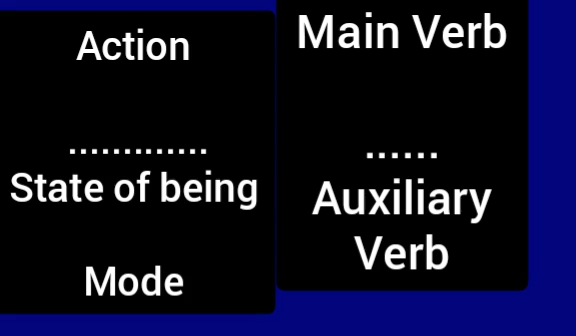 Action
.............
State of being
Mode
Main Verb
......
Auxiliary
Verb